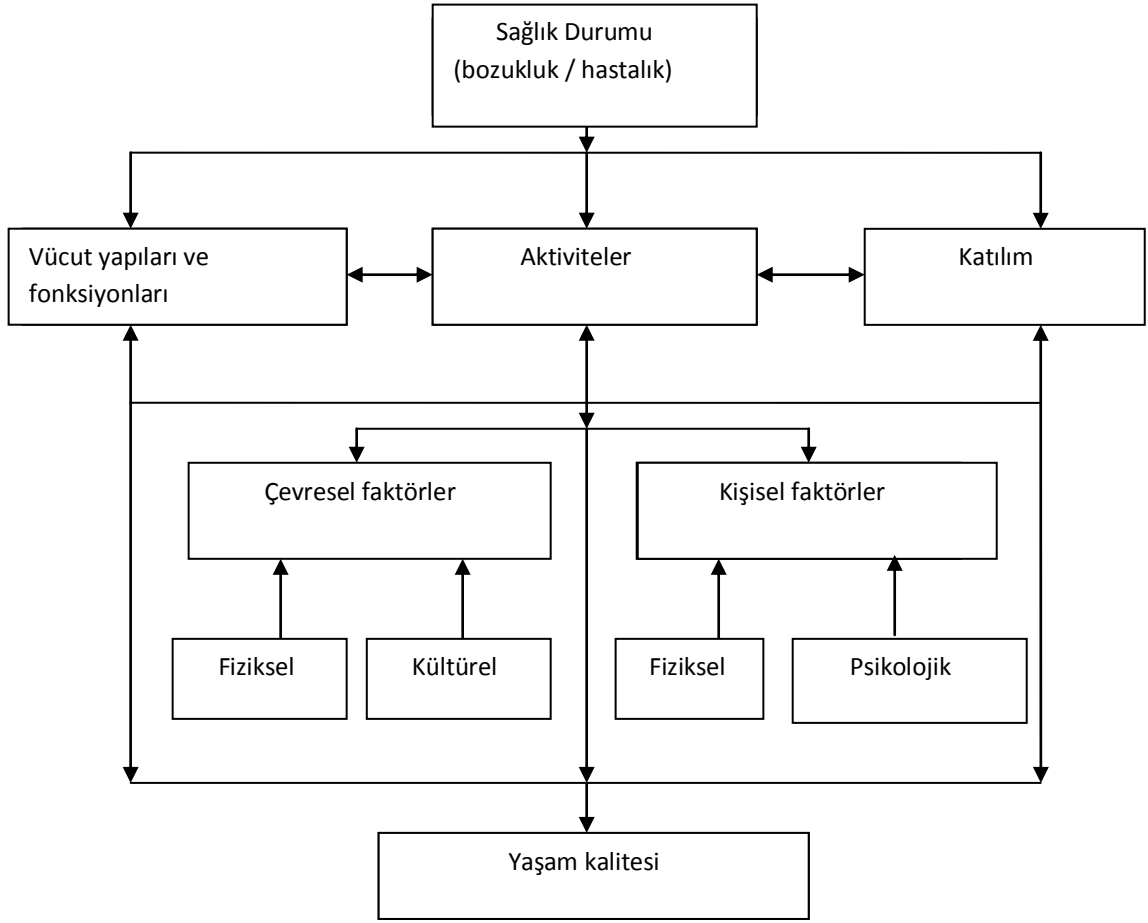 Sağlık Durumu
(bozukluk / hastalık)
Vücut yapıları ve
fonksiyonları
Aktiviteler
Katılım
Çevresel faktörler
Kişisel faktörler
Fiziksel
Kültürel
Fiziksel
Psikolojik
Yaşam kalitesi